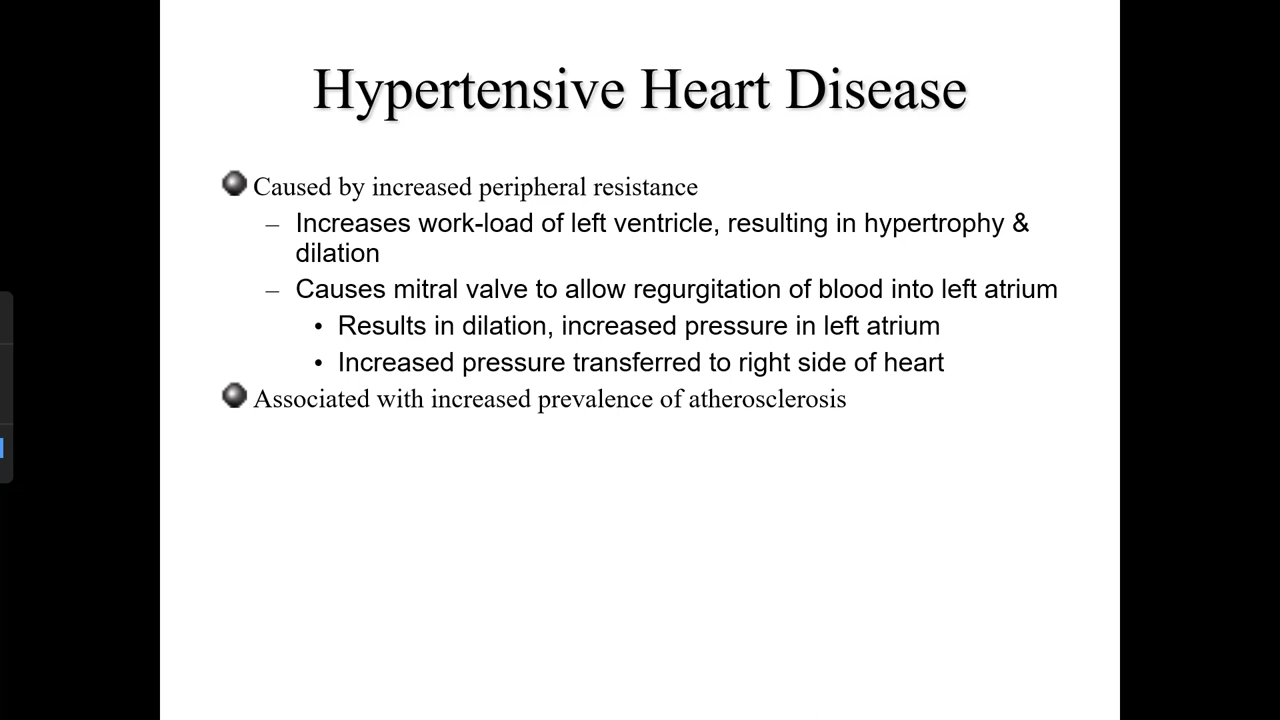 Hypertensive Heart Disease
Caused by increased peripheral resistance
– Increases work-load of left ventricle, resulting in hypertrophy &
dilation
– Causes mitral valve to allow regurgitation of blood into left atrium
• Results in dilation, increased pressure in left atrium
• Increased pressure transferred to right side of heart
Associated with increased prevalence of atherosclerosis